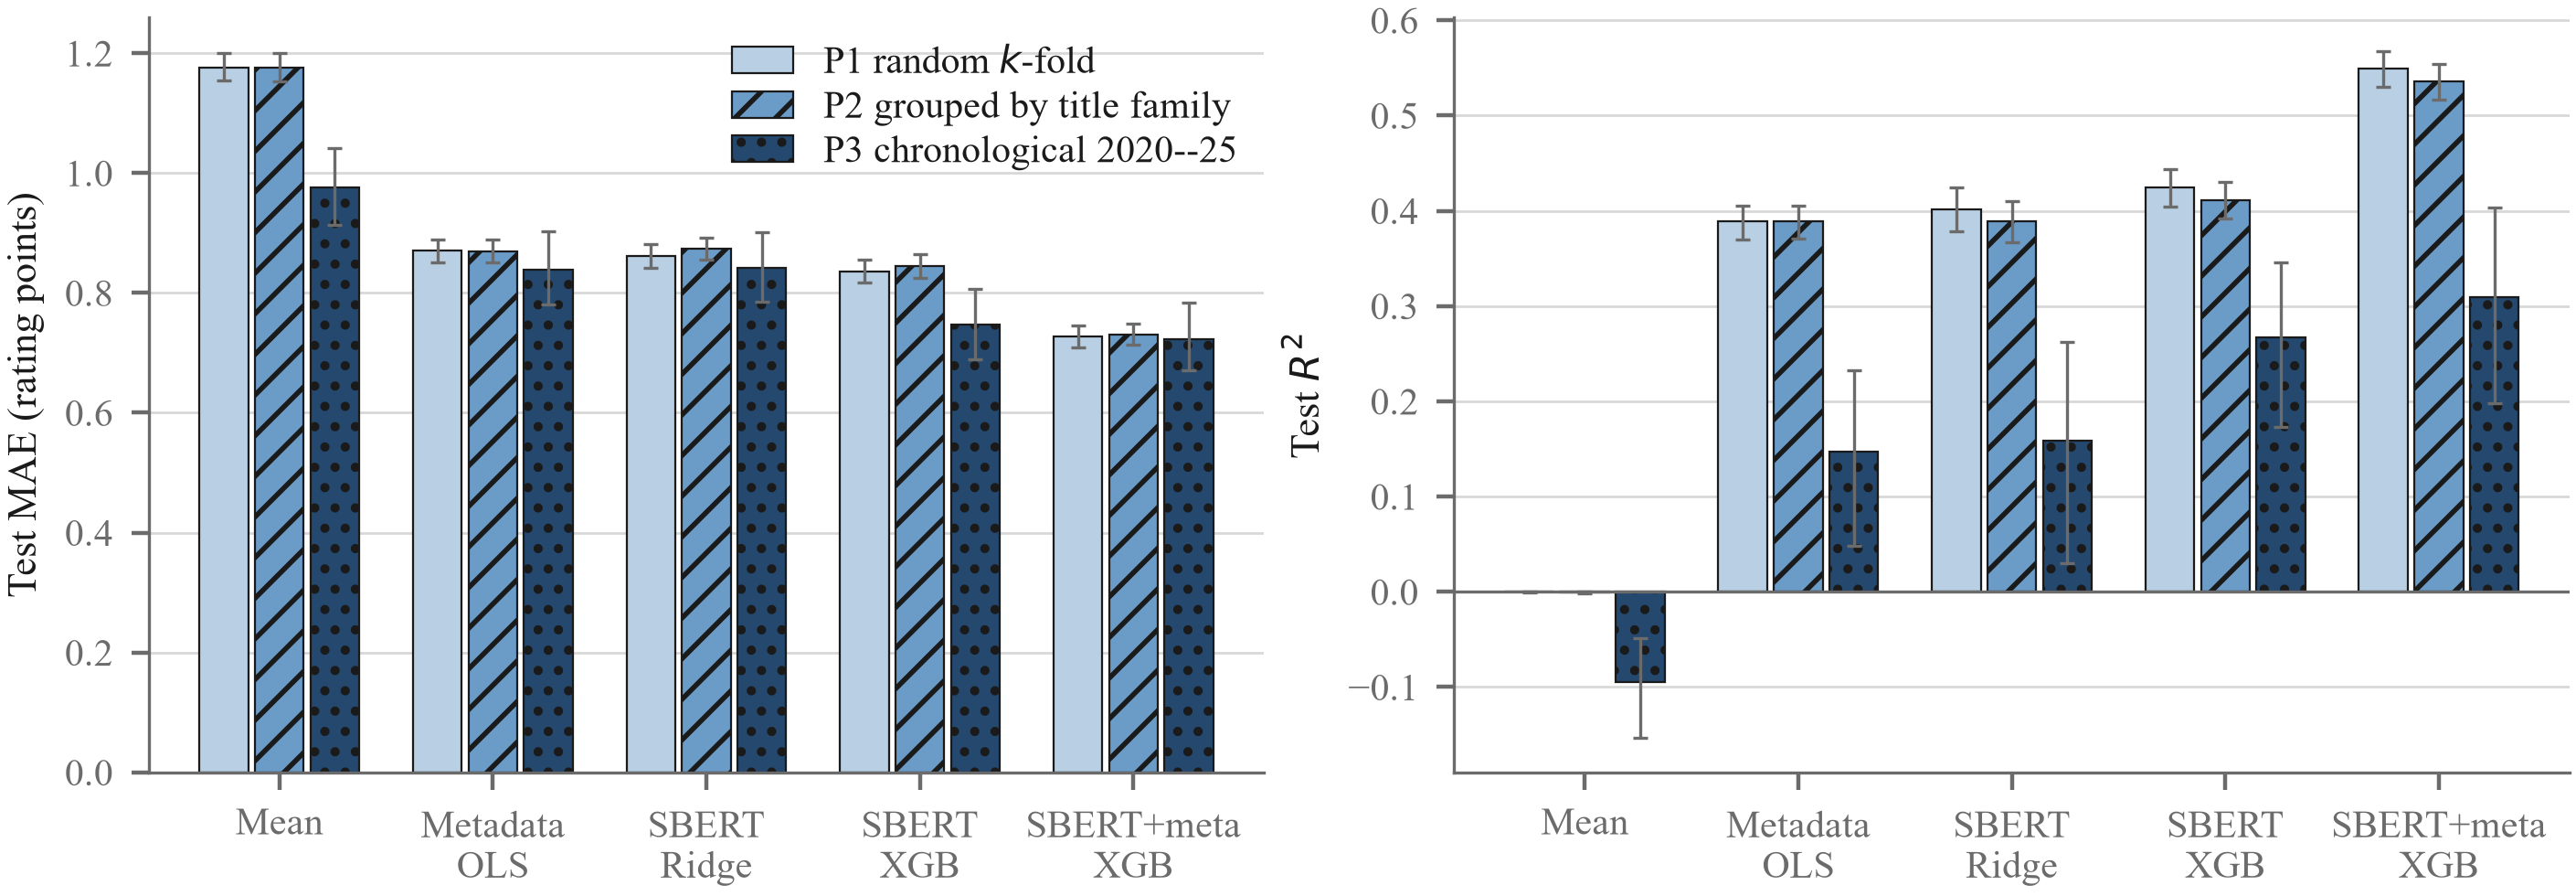 Test MAE (rating points)
1.2
1.0
0.8
0.6
0.4
0.2
0.0
P1 random k-fold
P2 grouped by title family
P3 chronological 2020--25
Mean
Metadata
OLS
SBERT
Ridge
SBERT
XGB
SBERT+meta
XGB
Test R²
0.6
0.5
0.4
0.3
0.2
0.1
0.0
−0.1
Mean
Metadata
OLS
SBERT
Ridge
SBERT
XGB
SBERT+meta
XGB